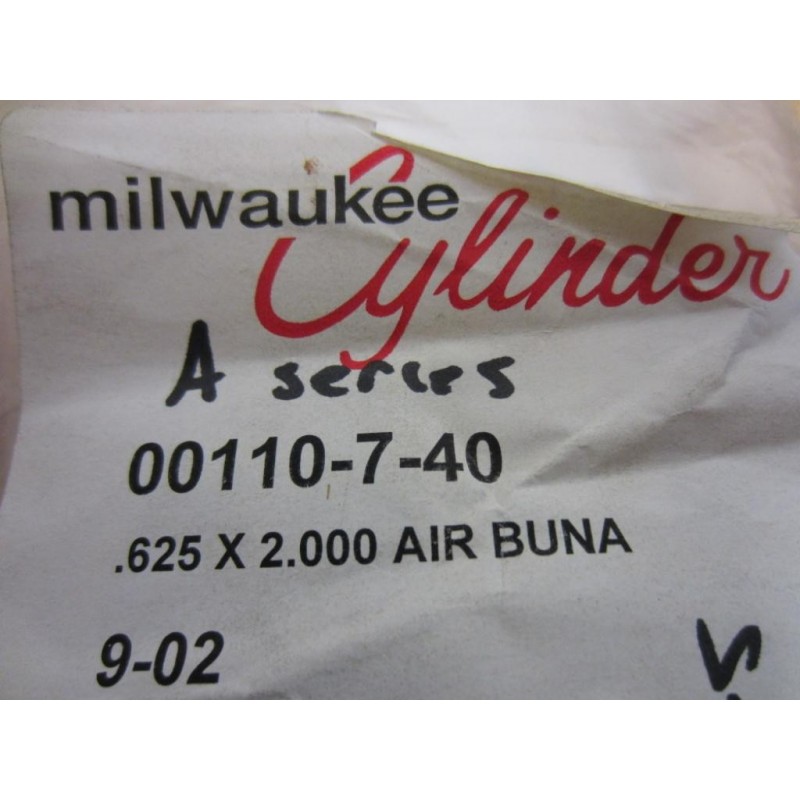 milwaukee Cylinder
A series
00110-7-40
.625 X 2.000 AIR BUNA
9-02